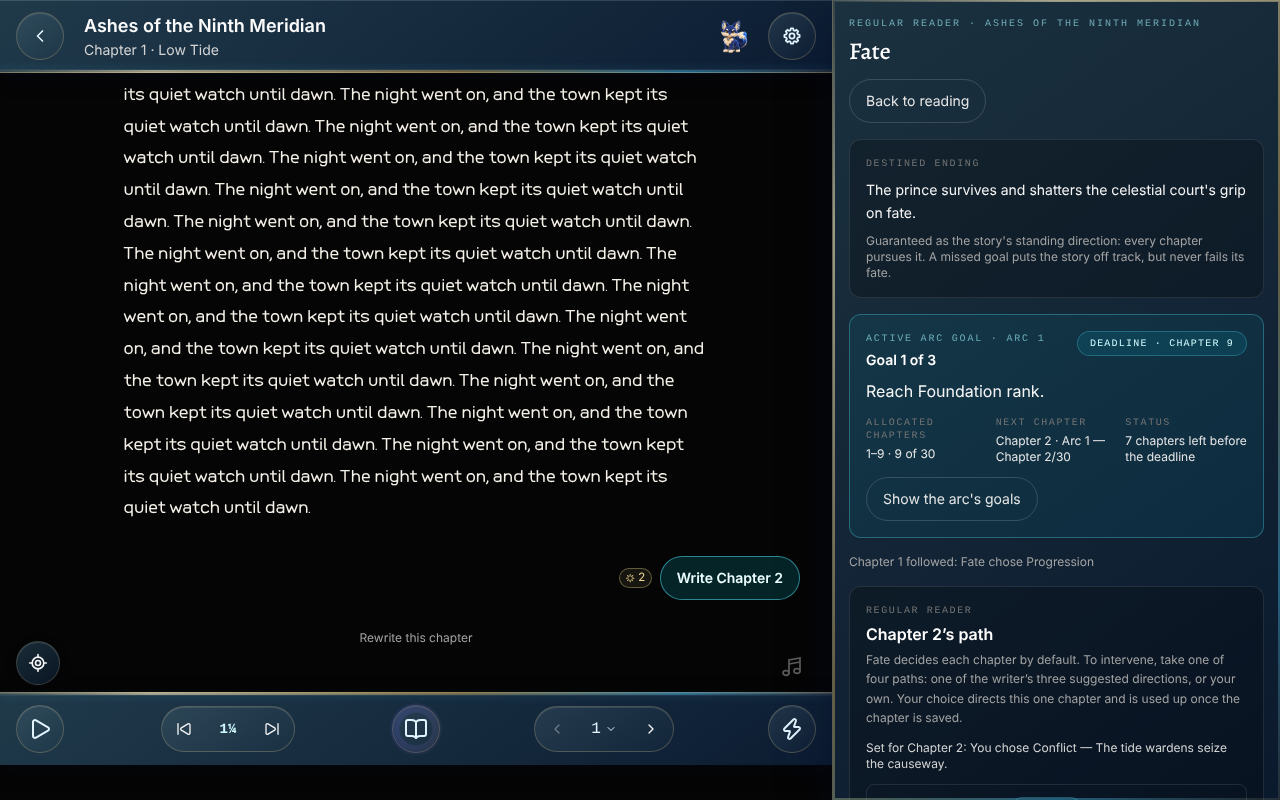 Ashes of the Ninth Meridian
Chapter 1 · Low Tide
its quiet watch until dawn. The night went on, and the town kept its
quiet watch until dawn. The night went on, and the town kept its quiet
watch until dawn. The night went on, and the town kept its quiet watch
until dawn. The night went on, and the town kept its quiet watch until
dawn. The night went on, and the town kept its quiet watch until dawn.
The night went on, and the town kept its quiet watch until dawn. The
night went on, and the town kept its quiet watch until dawn. The night
went on, and the town kept its quiet watch until dawn. The night went
on, and the town kept its quiet watch until dawn. The night went on, and
the town kept its quiet watch until dawn. The night went on, and the
town kept its quiet watch until dawn. The night went on, and the town
kept its quiet watch until dawn. The night went on, and the town kept
its quiet watch until dawn. The night went on, and the town kept its
quiet watch until dawn.
2
Write Chapter 2
Rewrite this chapter
1¼
1
REGULAR READER · ASHES OF THE NINTH MERIDIAN
Fate
Back to reading
DESTINED ENDING
The prince survives and shatters the celestial court's grip
on fate.
Guaranteed as the story's standing direction: every chapter
pursues it. A missed goal puts the story off track, but never fails its
fate.
ACTIVE ARC GOAL · ARC 1
DEADLINE · CHAPTER 9
Goal 1 of 3
Reach Foundation rank.
ALLOCATED
CHAPTERS
1–9 · 9 of 30
NEXT CHAPTER
Chapter 2 · Arc 1 —
Chapter 2/30
STATUS
7 chapters left before
the deadline
Show the arc's goals
Chapter 1 followed: Fate chose Progression
REGULAR READER
Chapter 2’s path
Fate decides each chapter by default. To intervene, take one of
four paths: one of the writer’s three suggested directions, or your
own. Your choice directs this one chapter and is used up once the
chapter is saved.
Set for Chapter 2: You chose Conflict — The tide wardens seize
the causeway.